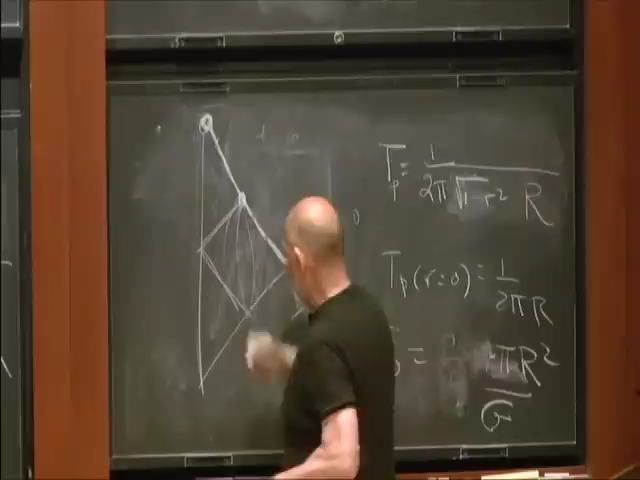 T_p = 1 / 2π √1-r² R
T_p(r=0) = 1 / 2πR
= πR² / G